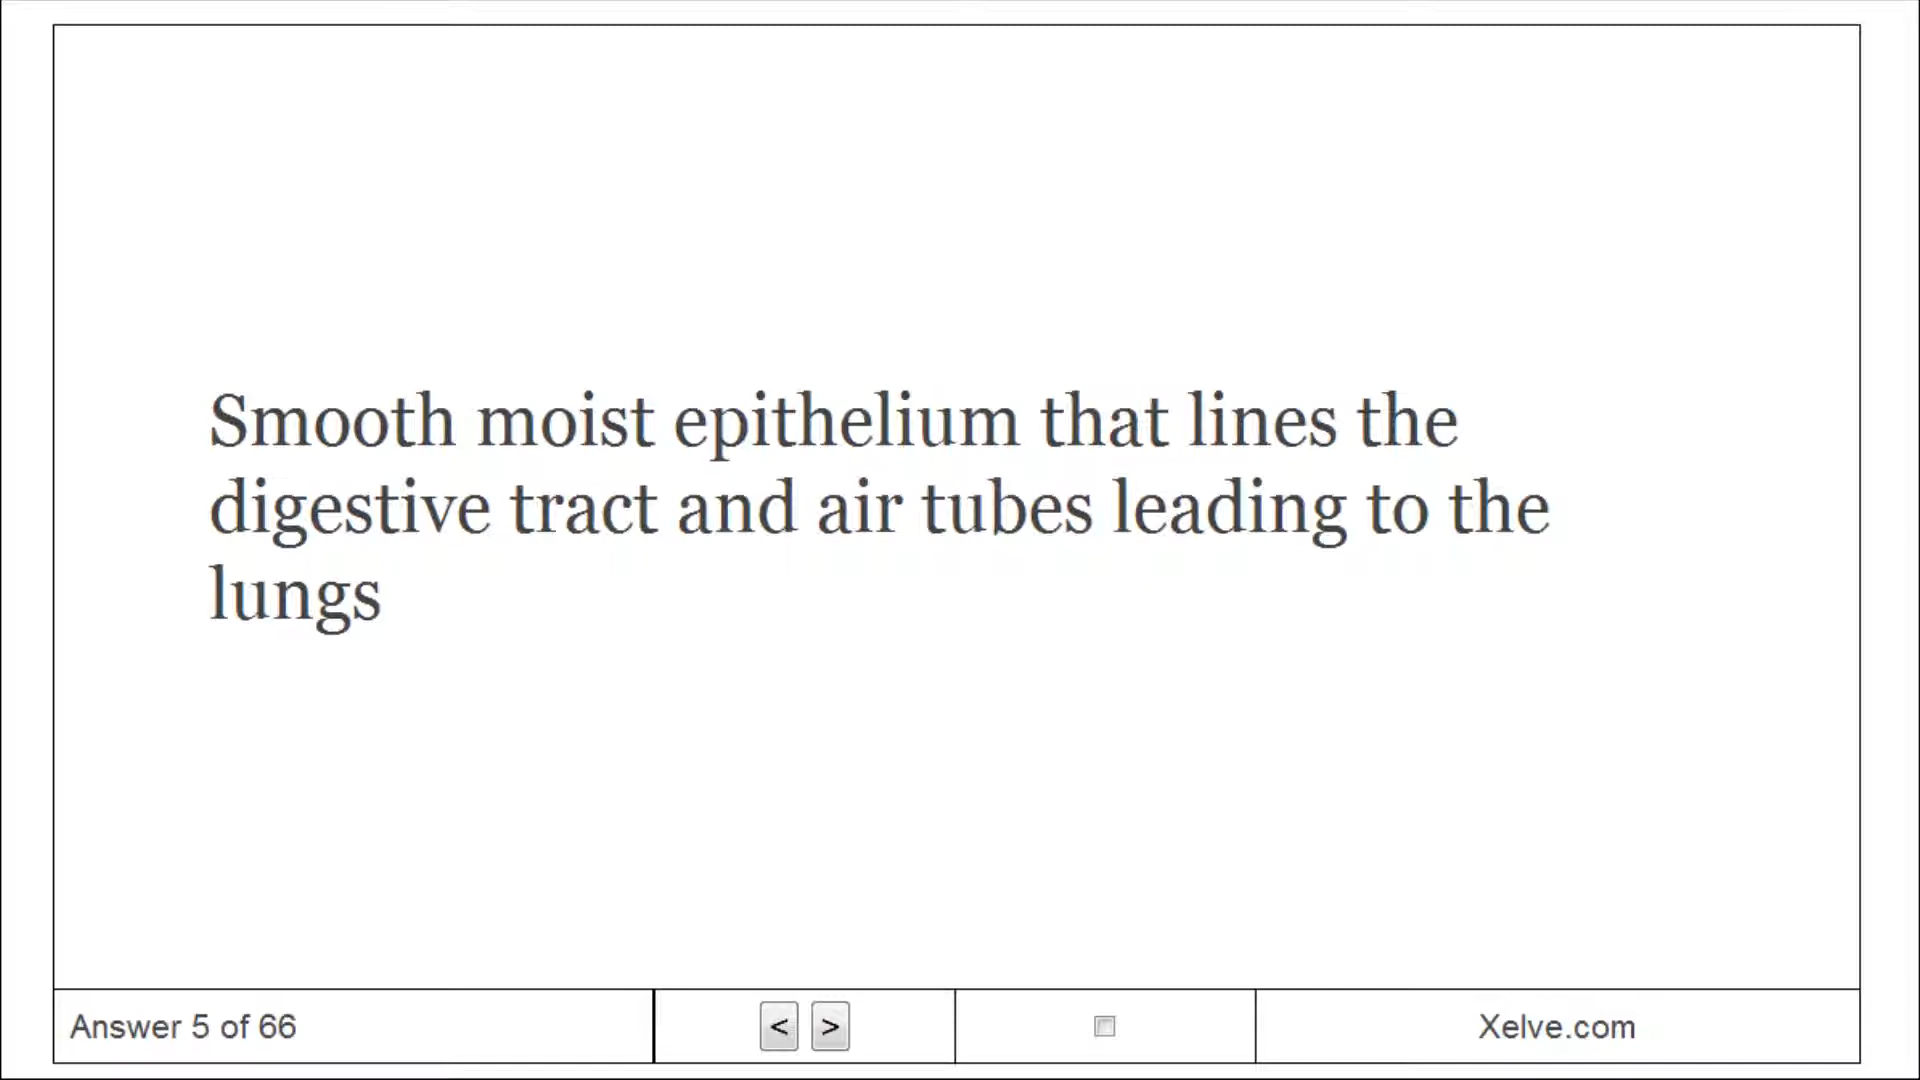 Smooth moist epithelium that lines the
digestive tract and air tubes leading to the
lungs
Answer 5 of 66
< >
Xelve.com